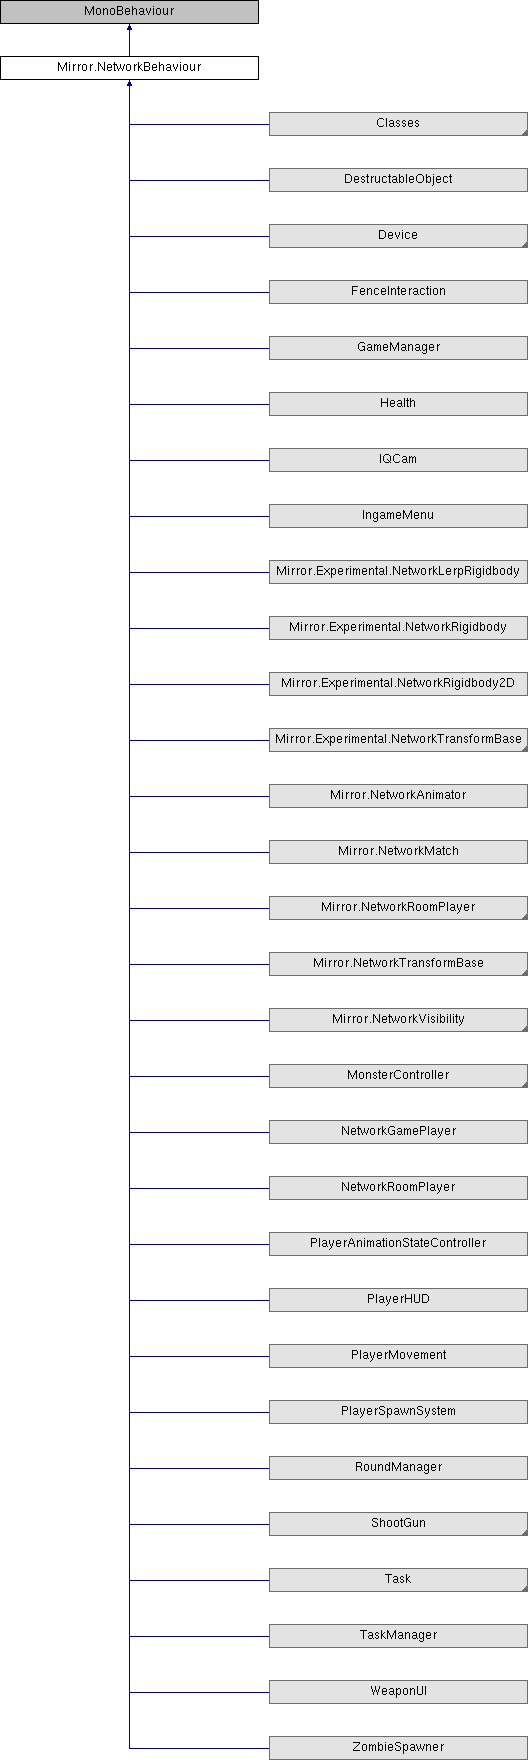 MonoBehaviour
Mirror.NetworkBehaviour
Classes
DestructableObject
Device
FenceInteraction
GameManager
Health
IQCam
IngameMenu
Mirror.Experimental.NetworkLerpRigidbody
Mirror.Experimental.NetworkRigidbody
Mirror.Experimental.NetworkRigidbody2D
Mirror.Experimental.NetworkTransformBase
Mirror.NetworkAnimator
Mirror.NetworkMatch
Mirror.NetworkRoomPlayer
Mirror.NetworkTransformBase
Mirror.NetworkVisibility
MonsterController
NetworkGamePlayer
NetworkRoomPlayer
PlayerAnimationStateController
PlayerHUD
PlayerMovement
PlayerSpawnSystem
RoundManager
ShootGun
Task
TaskManager
WeaponUI
ZombieSpawner